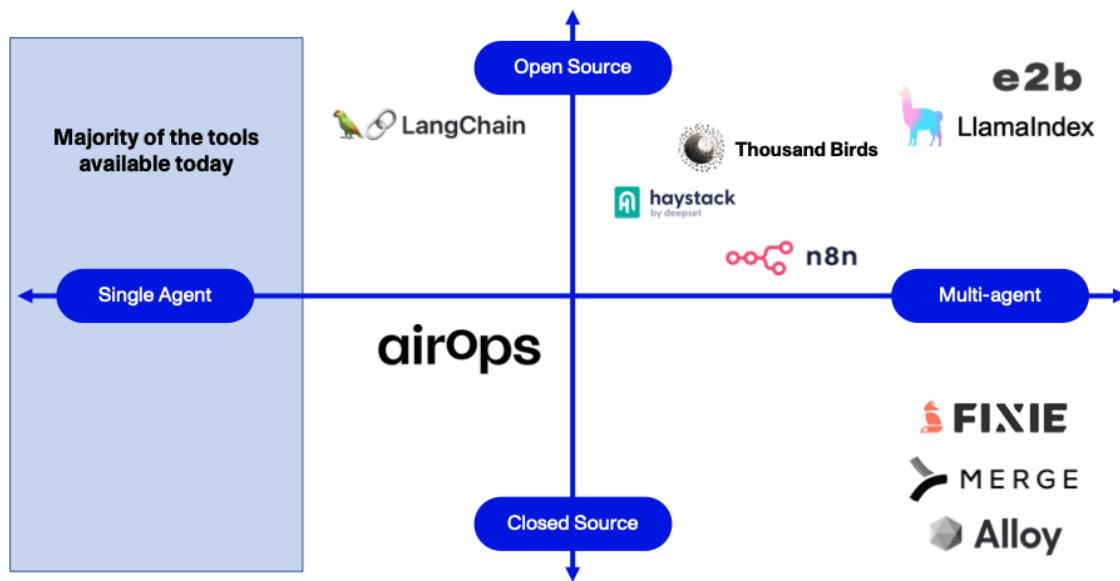 Open Source
e2b
LangChain
LlamaIndex
Majority of the tools
available today
Thousand Birds
haystack
by deepset
n8n
Single Agent
Multi-agent
airOps
FIXIE
MERGE
Closed Source
Alloy